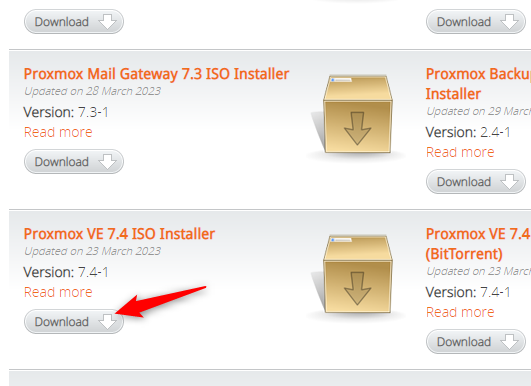 Download
Download
Proxmox Mail Gateway 7.3 ISO Installer
Updated on 28 March 2023
Version: 7.3-1
Read more
Download
Proxmox Backup
Installer
Updated on 29 March
Version: 2.4-1
Read more
Download
Proxmox VE 7.4 ISO Installer
Updated on 23 March 2023
Version: 7.4-1
Read more
Download
Proxmox VE 7.4
(BitTorrent)
Updated on 23 March
Version: 7.4-1
Read more
Download